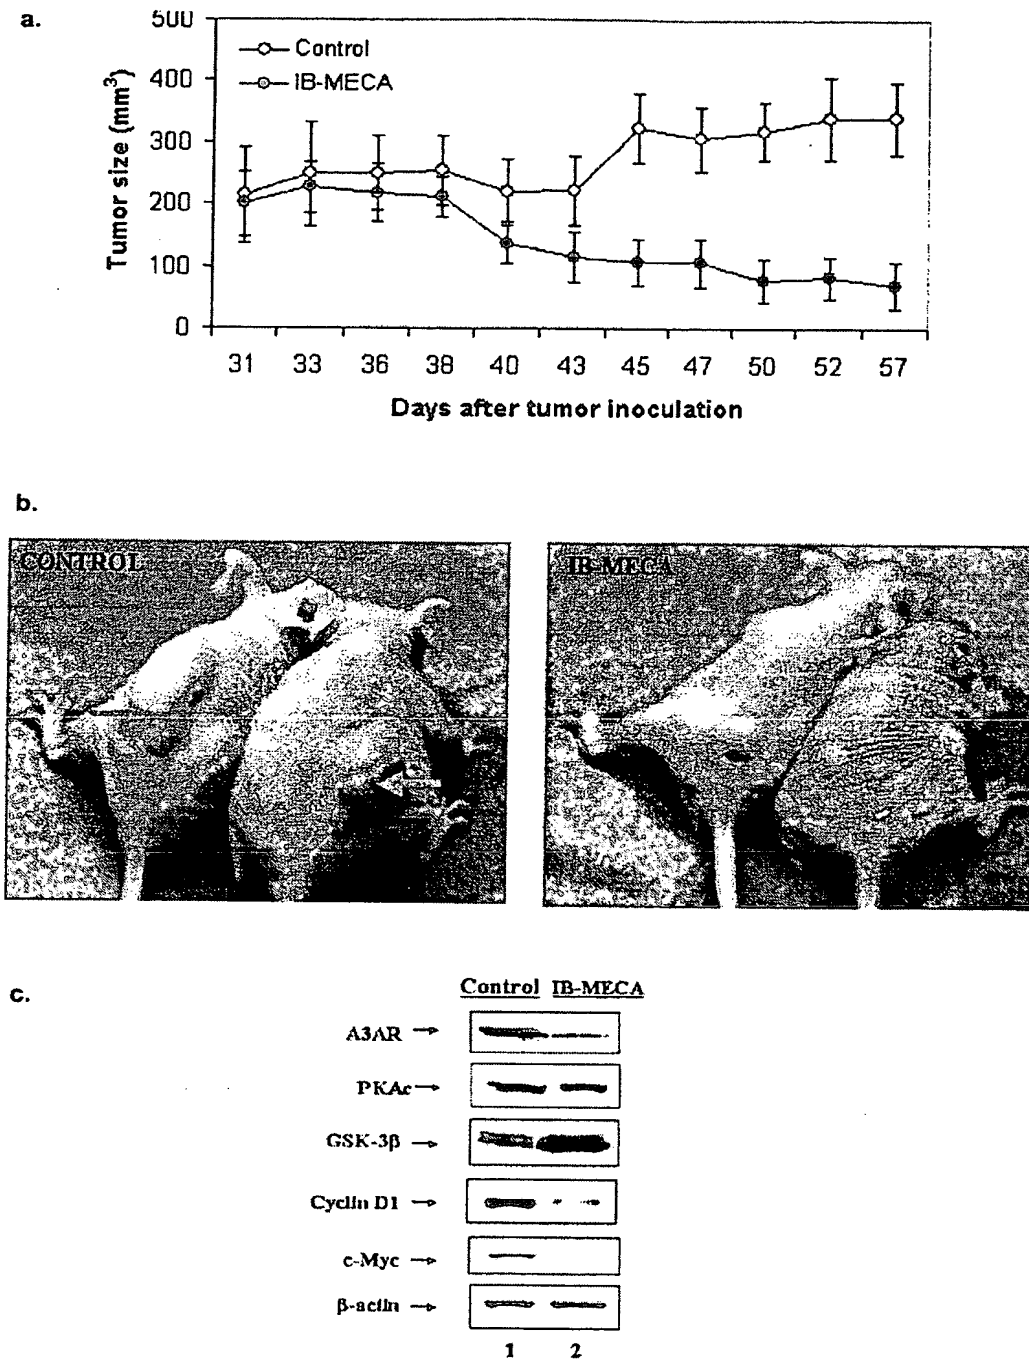 a.
500
Control
400
IB-MECA
300
200
100
0
Tumor size (mm³)
31 33 36 38 40 43 45 47 50 52 57
Days after tumor inoculation
b.
CONTROL
IB-MECA
c.
Control IB-MECA
A3AR
PKAc
GSK-3β
Cyclin D1
c-Myc
β-actin
1 2